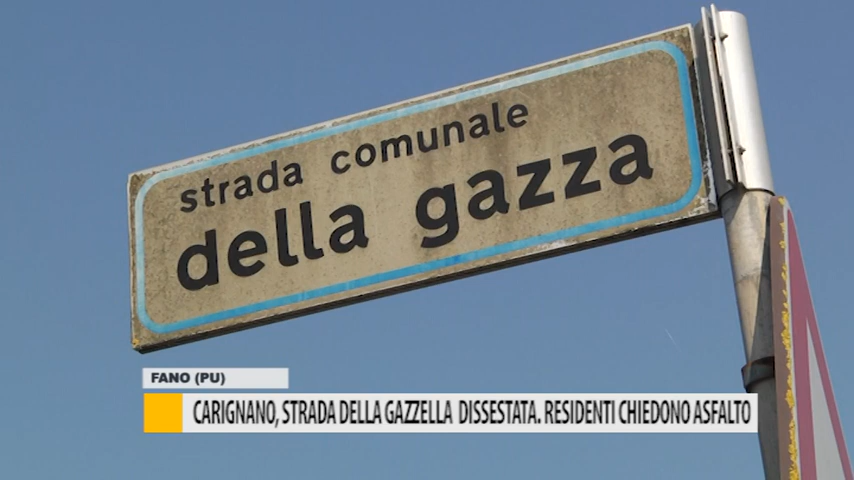 strada comunale
della gazza
FANO (PU)
CARIGNANO, STRADA DELLA GAZZELLA DISSESTATA. RESIDENTI CHIEDONO ASFALTO